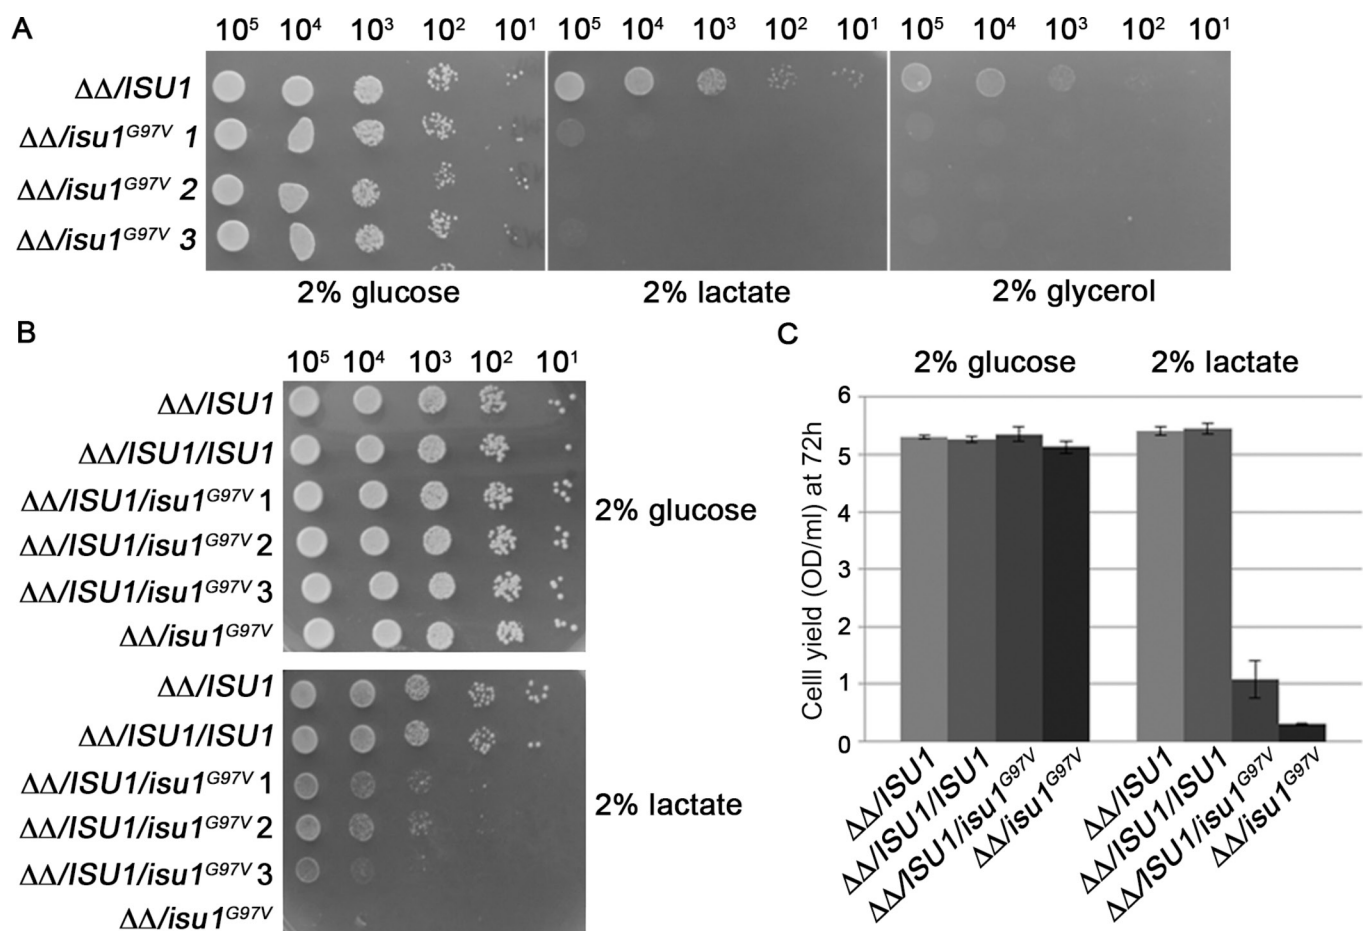 A
10⁵ 10⁴ 10³ 10² 10¹ 10⁵ 10⁴ 10³ 10² 10¹ 10⁵ 10⁴ 10³ 10² 10¹
ΔΔ/ISU1
ΔΔ/isu1ᴳ⁹⁷ⱽ 1
ΔΔ/isu1ᴳ⁹⁷ⱽ 2
ΔΔ/isu1ᴳ⁹⁷ⱽ 3
2% glucose 2% lactate 2% glycerol
B
10⁵ 10⁴ 10³ 10² 10¹
ΔΔ/ISU1
ΔΔ/ISU1/ISU1
ΔΔ/ISU1/isu1ᴳ⁹⁷ⱽ 1
ΔΔ/ISU1/isu1ᴳ⁹⁷ⱽ 2
ΔΔ/ISU1/isu1ᴳ⁹⁷ⱽ 3
ΔΔ/isu1ᴳ⁹⁷ⱽ
2% glucose
ΔΔ/ISU1
ΔΔ/ISU1/ISU1
ΔΔ/ISU1/isu1ᴳ⁹⁷ⱽ 1
ΔΔ/ISU1/isu1ᴳ⁹⁷ⱽ 2
ΔΔ/ISU1/isu1ᴳ⁹⁷ⱽ 3
ΔΔ/isu1ᴳ⁹⁷ⱽ
2% lactate
C
2% glucose 2% lactate
Celll yield (OD/ml) at 72h
6
5
4
3
2
1
0
ΔΔ/ISU1
ΔΔ/ISU1/ISU1
ΔΔ/ISU1/isu1ᴳ⁹⁷ⱽ
ΔΔ/isu1ᴳ⁹⁷ⱽ
ΔΔ/ISU1
ΔΔ/ISU1/ISU1
ΔΔ/ISU1/isu1ᴳ⁹⁷ⱽ
ΔΔ/isu1ᴳ⁹⁷ⱽ